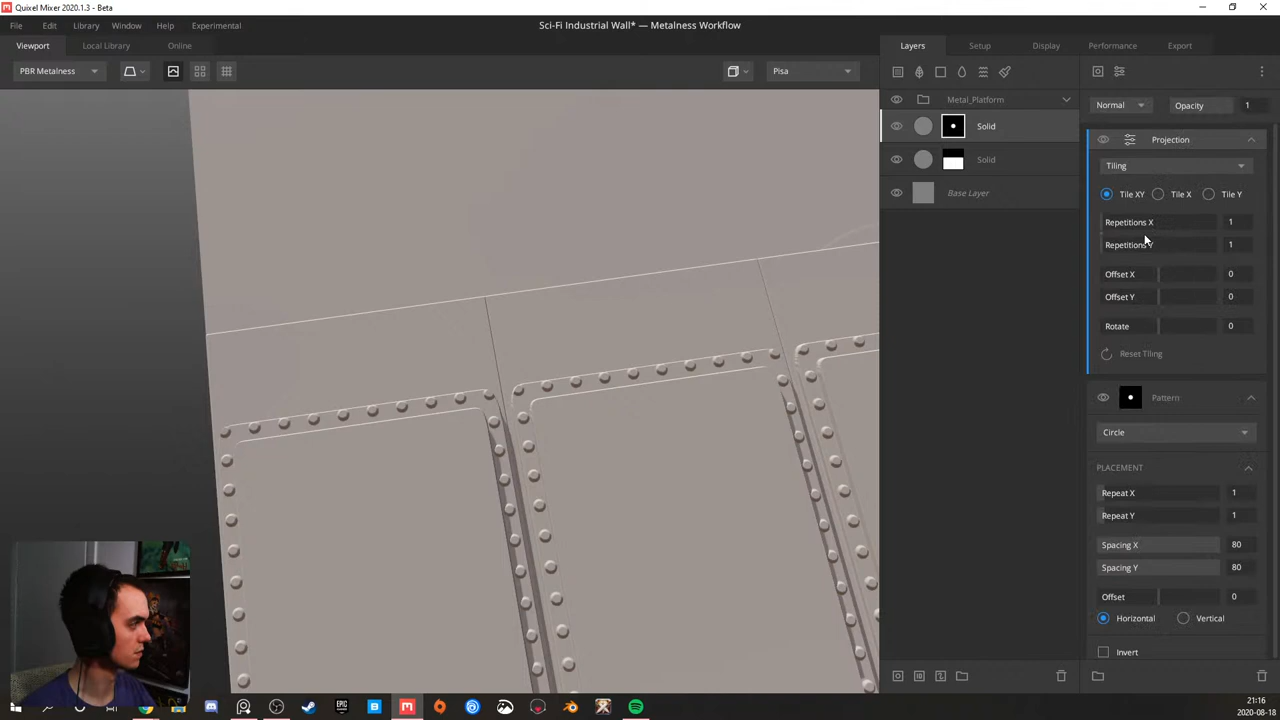 Quixel Mixer 2020.1.3 - Beta
File Edit Library Window Help Experimental
Sci-Fi Industrial Wall* — Metalness Workflow
Viewport Local Library Online
Layers Setup Display Performance Export
PBR Metalness
Pisa
Metal_Platform
Normal Opacity 1
Solid
Projection
Solid
Tiling
Base Layer
Tile XY Tile X Tile Y
Repetitions X 1
Repetitions Y 1
Offset X 0
Offset Y 0
Rotate 0
Reset Tiling
Pattern
Circle
PLACEMENT
Repeat X 1
Repeat Y 1
Spacing X 80
Spacing Y 80
Offset 0
Horizontal Vertical
Invert
EPIC
21:16
2020-08-18